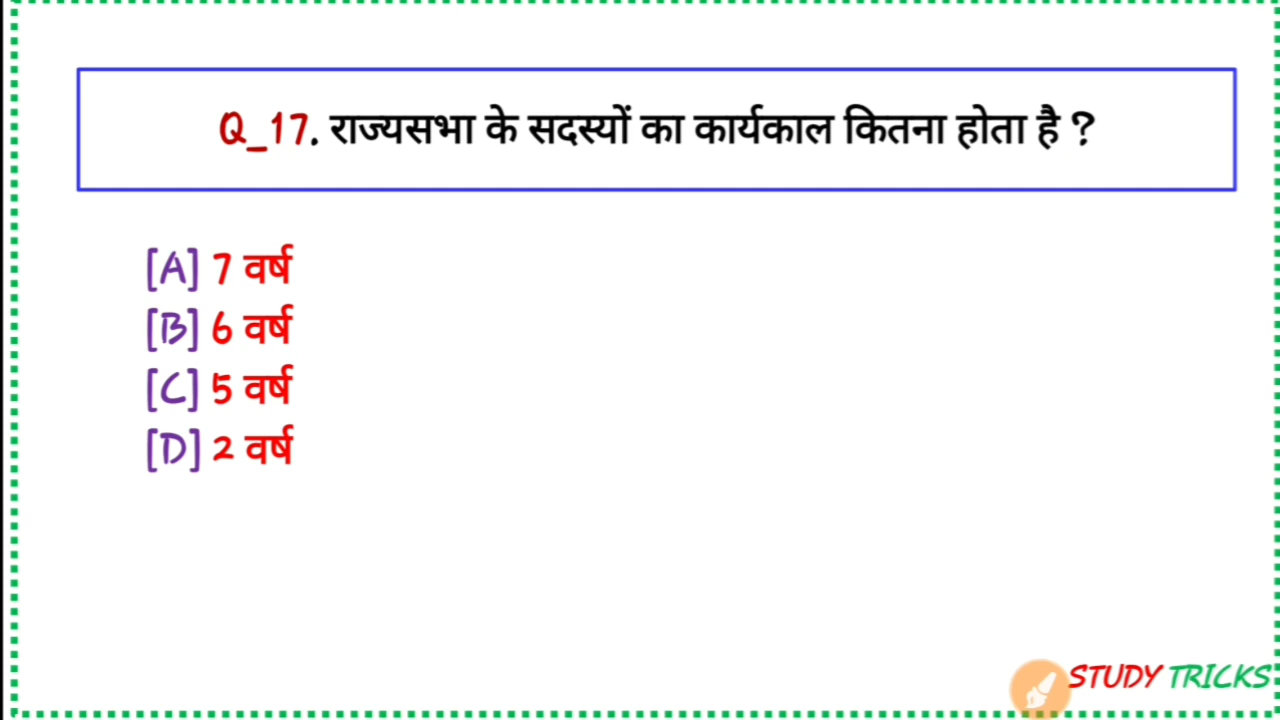 Q_17. राज्यसभा के सदस्यों का कार्यकाल कितना होता है ?
[A] 7 वर्ष
[B] 6 वर्ष
[C] 5 वर्ष
[D] 2 वर्ष
STUDY TRICKS